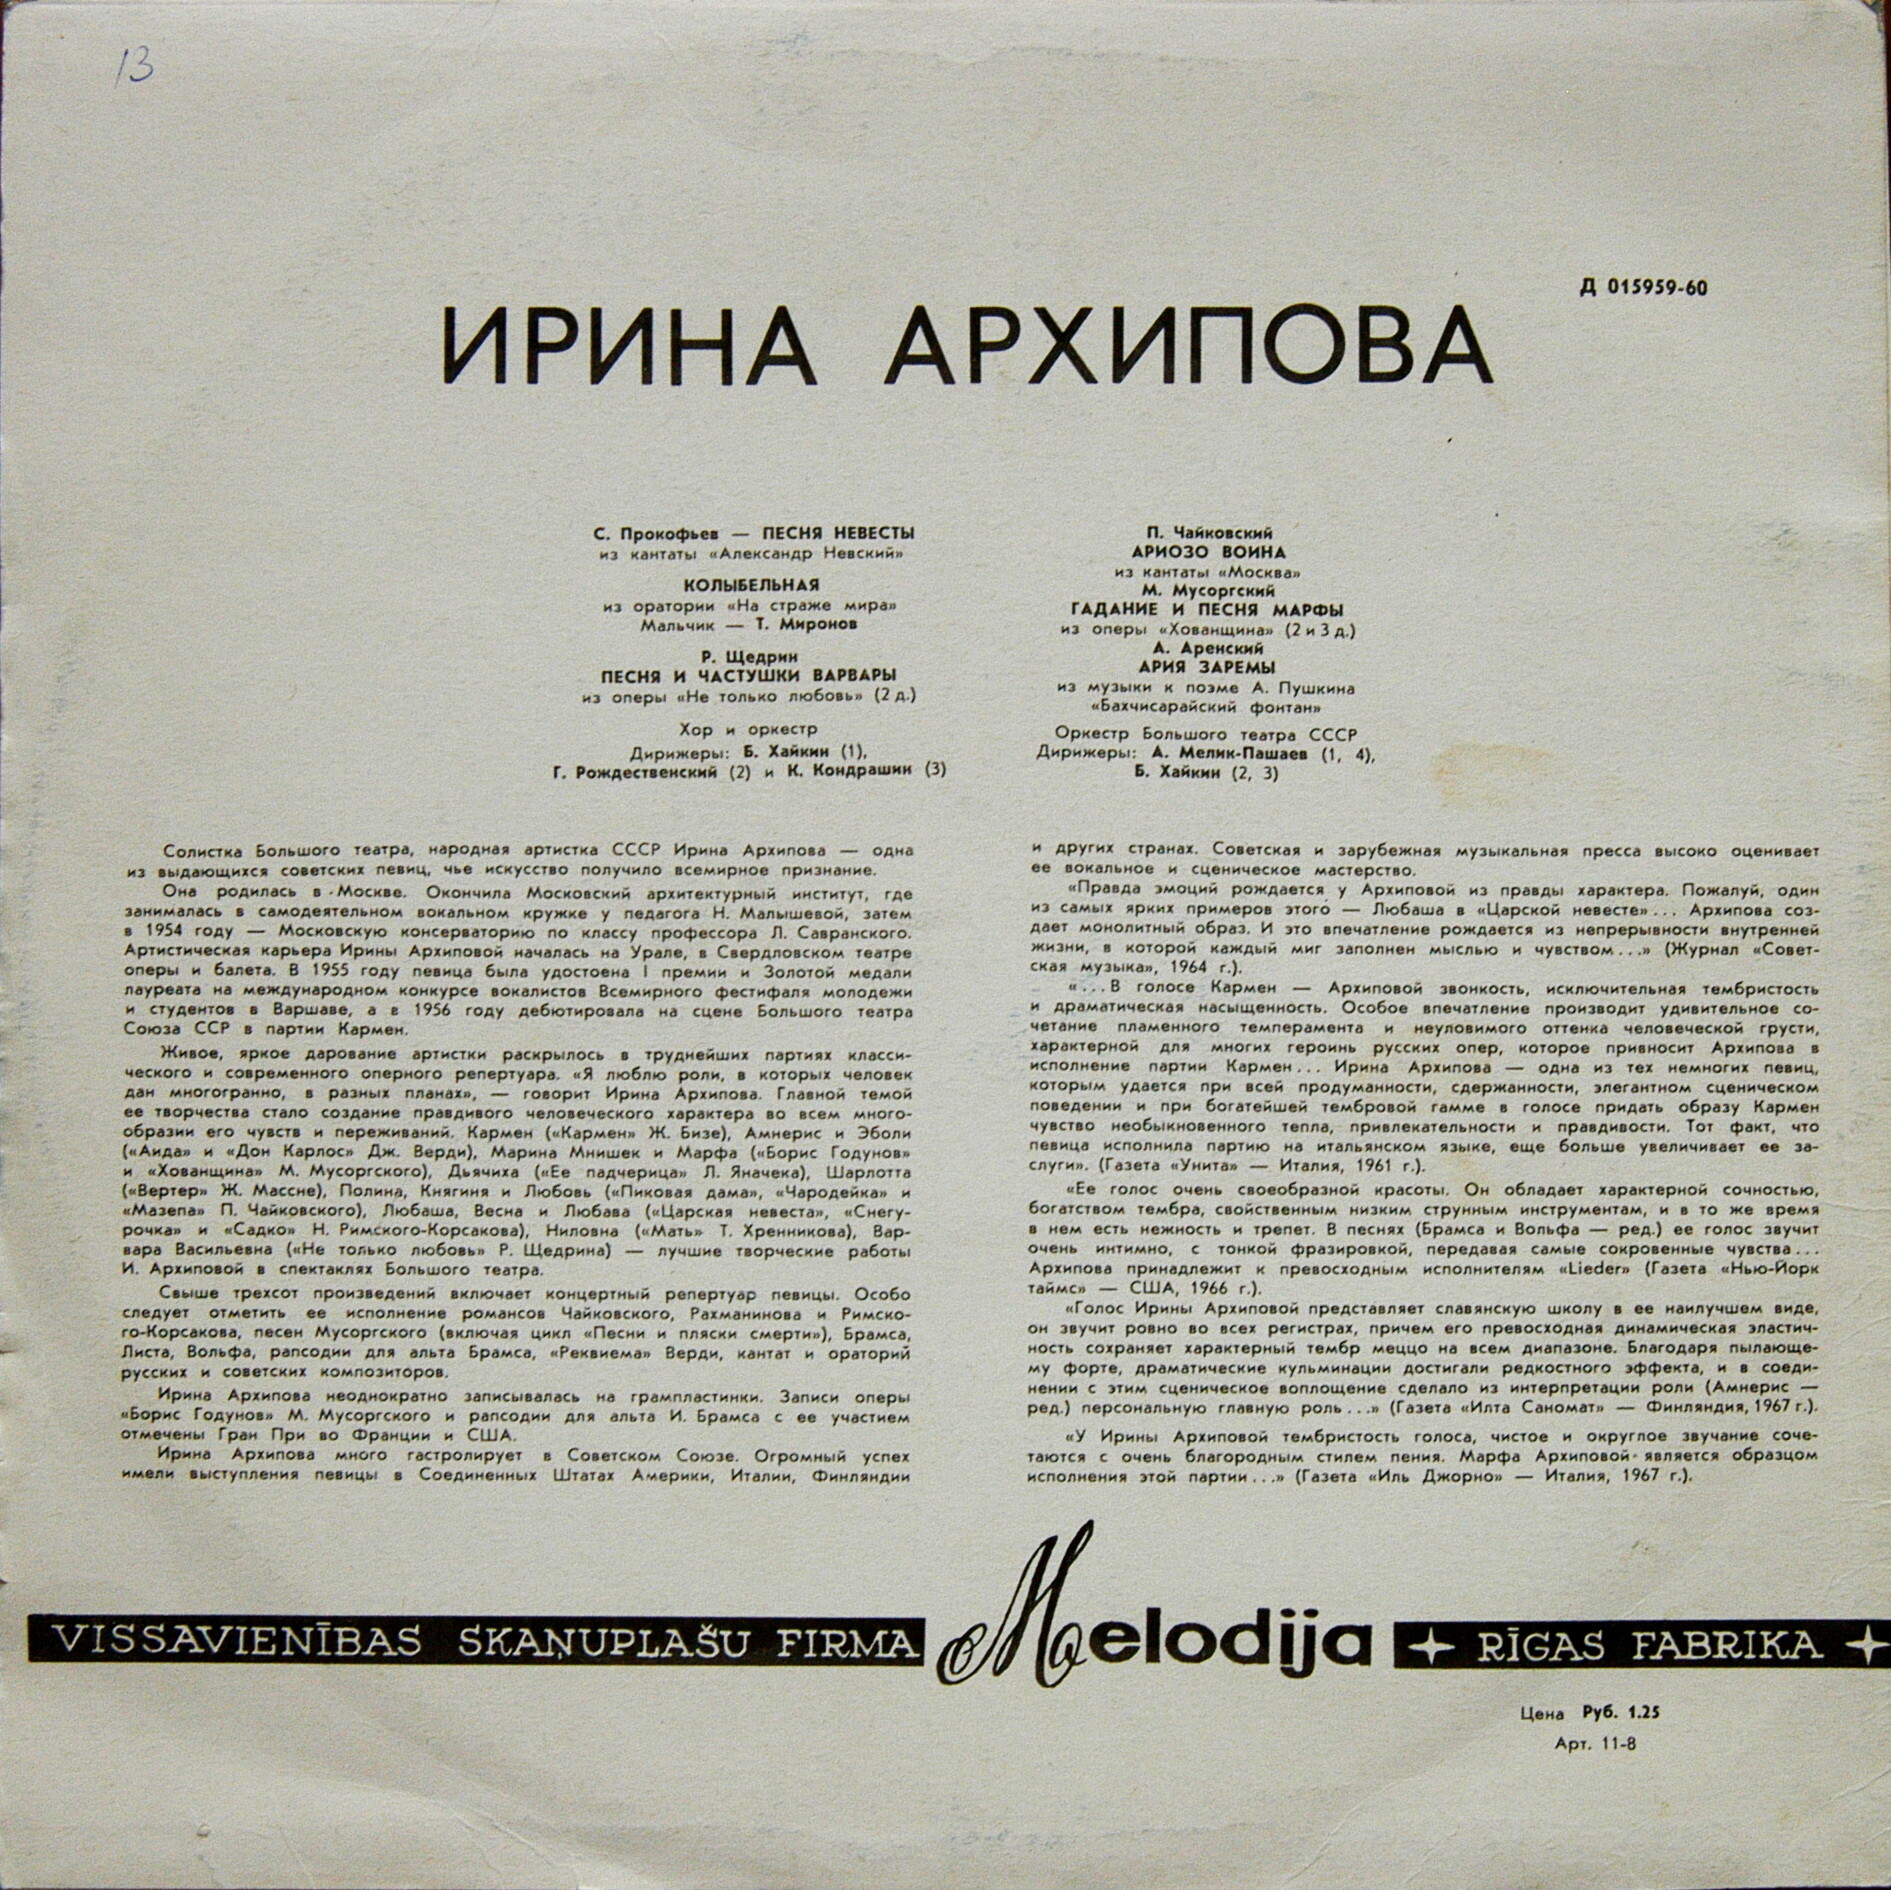 13
Д 015959-60
ИРИНА АРХИПОВА
С. Прокофьев — ПЕСНЯ НЕВЕСТЫ
из кантаты «Александр Невский»
КОЛЫБЕЛЬНАЯ
из оратории «На страже мира»
Мальчик — Т. Миронов
Р. Щедрин
ПЕСНЯ И ЧАСТУШКИ ВАРВАРЫ
из оперы «Не только любовь» (2 д.)
Хор и оркестр
Дирижеры: Б. Хайкин (1),
Г. Рождественский (2) и К. Кондрашин (3)
П. Чайковский
АРИОЗО ВОИНА
из кантаты «Москва»
М. Мусоргский
ГАДАНИЕ И ПЕСНЯ МАРФЫ
из оперы «Хованщина» (2 и 3 д.)
А. Аренский
АРИЯ ЗАРЕМЫ
из музыки к поэме А. Пушкина
«Бахчисарайский фонтан»
Оркестр Большого театра СССР
Дирижеры: А. Мелик-Пашаев (1, 4),
Б. Хайкин (2, 3)
Солистка Большого театра, народная артистка СССР Ирина Архипова — одна
из выдающихся советских певиц, чье искусство получило всемирное признание.
Она родилась в Москве. Окончила Московский архитектурный институт, где
занималась в самодеятельном вокальном кружке у педагога Н. Малышевой, затем
в 1954 году — Московскую консерваторию по классу профессора Л. Савранского.
Артистическая карьера Ирины Архиповой началась на Урале, в Свердловском театре
оперы и балета. В 1955 году певица была удостоена I премии и Золотой медали
лауреата на международном конкурсе вокалистов Всемирного фестифаля молодежи
и студентов в Варшаве, а в 1956 году дебютировала на сцене Большого театра
Союза ССР в партии Кармен.
Живое, яркое дарование артистки раскрылось в труднейших партиях класси-
ческого и современного оперного репертуара. «Я люблю роли, в которых человек
дан многогранно, в разных планах», — говорит Ирина Архипова. Главной темой
ее творчества стало создание правдивого человеческого характера во всем много-
образии его чувств и переживаний. Кармен («Кармен» Ж. Бизе), Амнерис и Эболи
(«Аида» и «Дон Карлос» Дж. Верди), Марина Мнишек и Марфа («Борис Годунов»
и «Хованщина» М. Мусоргского), Дьячиха («Ее падчерица» Л. Яначека), Шарлотта
(«Вертер» Ж. Массне), Полина, Княгиня и Любовь («Пиковая дама», «Чародейка» и
«Мазепа» П. Чайковского), Любаша, Весна и Любава («Царская невеста», «Снегу-
рочка» и «Садко» Н. Римского-Корсакова), Ниловна («Мать» Т. Хренникова), Вар-
вара Васильевна («Не только любовь» Р. Щедрина) — лучшие творческие работы
И. Архиповой в спектаклях Большого театра.
Свыше трехсот произведений включает концертный репертуар певицы. Особо
следует отметить ее исполнение романсов Чайковского, Рахманинова и Римско-
го-Корсакова, песен Мусоргского (включая цикл «Песни и пляски смерти»), Брамса,
Листа, Вольфа, рапсодии для альта Брамса, «Реквиема» Верди, кантат и ораторий
русских и советских композиторов.
Ирина Архипова неоднократно записывалась на грампластинки. Записи оперы
«Борис Годунов» М. Мусоргского и рапсодии для альта И. Брамса с ее участием
отмечены Гран При во Франции и США.
Ирина Архипова много гастролирует в Советском Союзе. Огромный успех
имели выступления певицы в Соединенных Штатах Америки, Италии, Финляндии
и других странах. Советская и зарубежная музыкальная пресса высоко оценивает
ее вокальное и сценическое мастерство.
«Правда эмоций рождается у Архиповой из правды характера. Пожалуй, один
из самых ярких примеров этого — Любаша в «Царской невесте»... Архипова соз-
дает монолитный образ. И это впечатление рождается из непрерывности внутренней
жизни, в которой каждый миг заполнен мыслью и чувством...» (Журнал «Совет-
ская музыка», 1964 г.).
«...В голосе Кармен — Архиповой звонкость, исключительная тембристость
и драматическая насыщенность. Особое впечатление производит удивительное со-
четание пламенного темперамента и неуловимого оттенка человеческой грусти,
характерной для многих героинь русских опер, которое привносит Архипова в
исполнение партии Кармен... Ирина Архипова — одна из тех немногих певиц,
которым удается при всей продуманности, сдержанности, элегантном сценическом
поведении и при богатейшей тембровой гамме в голосе придать образу Кармен
чувство необыкновенного тепла, привлекательности и правдивости. Тот факт, что
певица исполнила партию на итальянском языке, еще больше увеличивает ее за-
слуги». (Газета «Унита» — Италия, 1961 г.).
«Ее голос очень своеобразной красоты. Он обладает характерной сочностью,
богатством тембра, свойственным низким струнным инструментам, и в то же время
в нем есть нежность и трепет. В песнях (Брамса и Вольфа — ред.) ее голос звучит
очень интимно, с тонкой фразировкой, передавая самые сокровенные чувства...
Архипова принадлежит к превосходным исполнителям «Lieder» (Газета «Нью-Йорк
таймс» — США, 1966 г.).
«Голос Ирины Архиповой представляет славянскую школу в ее наилучшем виде,
он звучит ровно во всех регистрах, причем его превосходная динамическая эластич-
ность сохраняет характерный тембр меццо на всем диапазоне. Благодаря пылающе-
му форте, драматические кульминации достигали редкостного эффекта, и в соеди-
нении с этим сценическое воплощение сделало из интерпретации роли (Амнерис —
ред.) персональную главную роль...» (Газета «Илта Саномат» — Финляндия, 1967 г.).
«У Ирины Архиповой тембристость голоса, чистое и округлое звучание соче-
таются с очень благородным стилем пения. Марфа Архиповой является образцом
исполнения этой партии...» (Газета «Иль Джорно» — Италия, 1967 г.).
VISSAVIENĪBAS SKAŅUPLAŠU FIRMA Melodija RĪGAS FABRIKA
Цена Руб. 1.25
Арт. 11-8